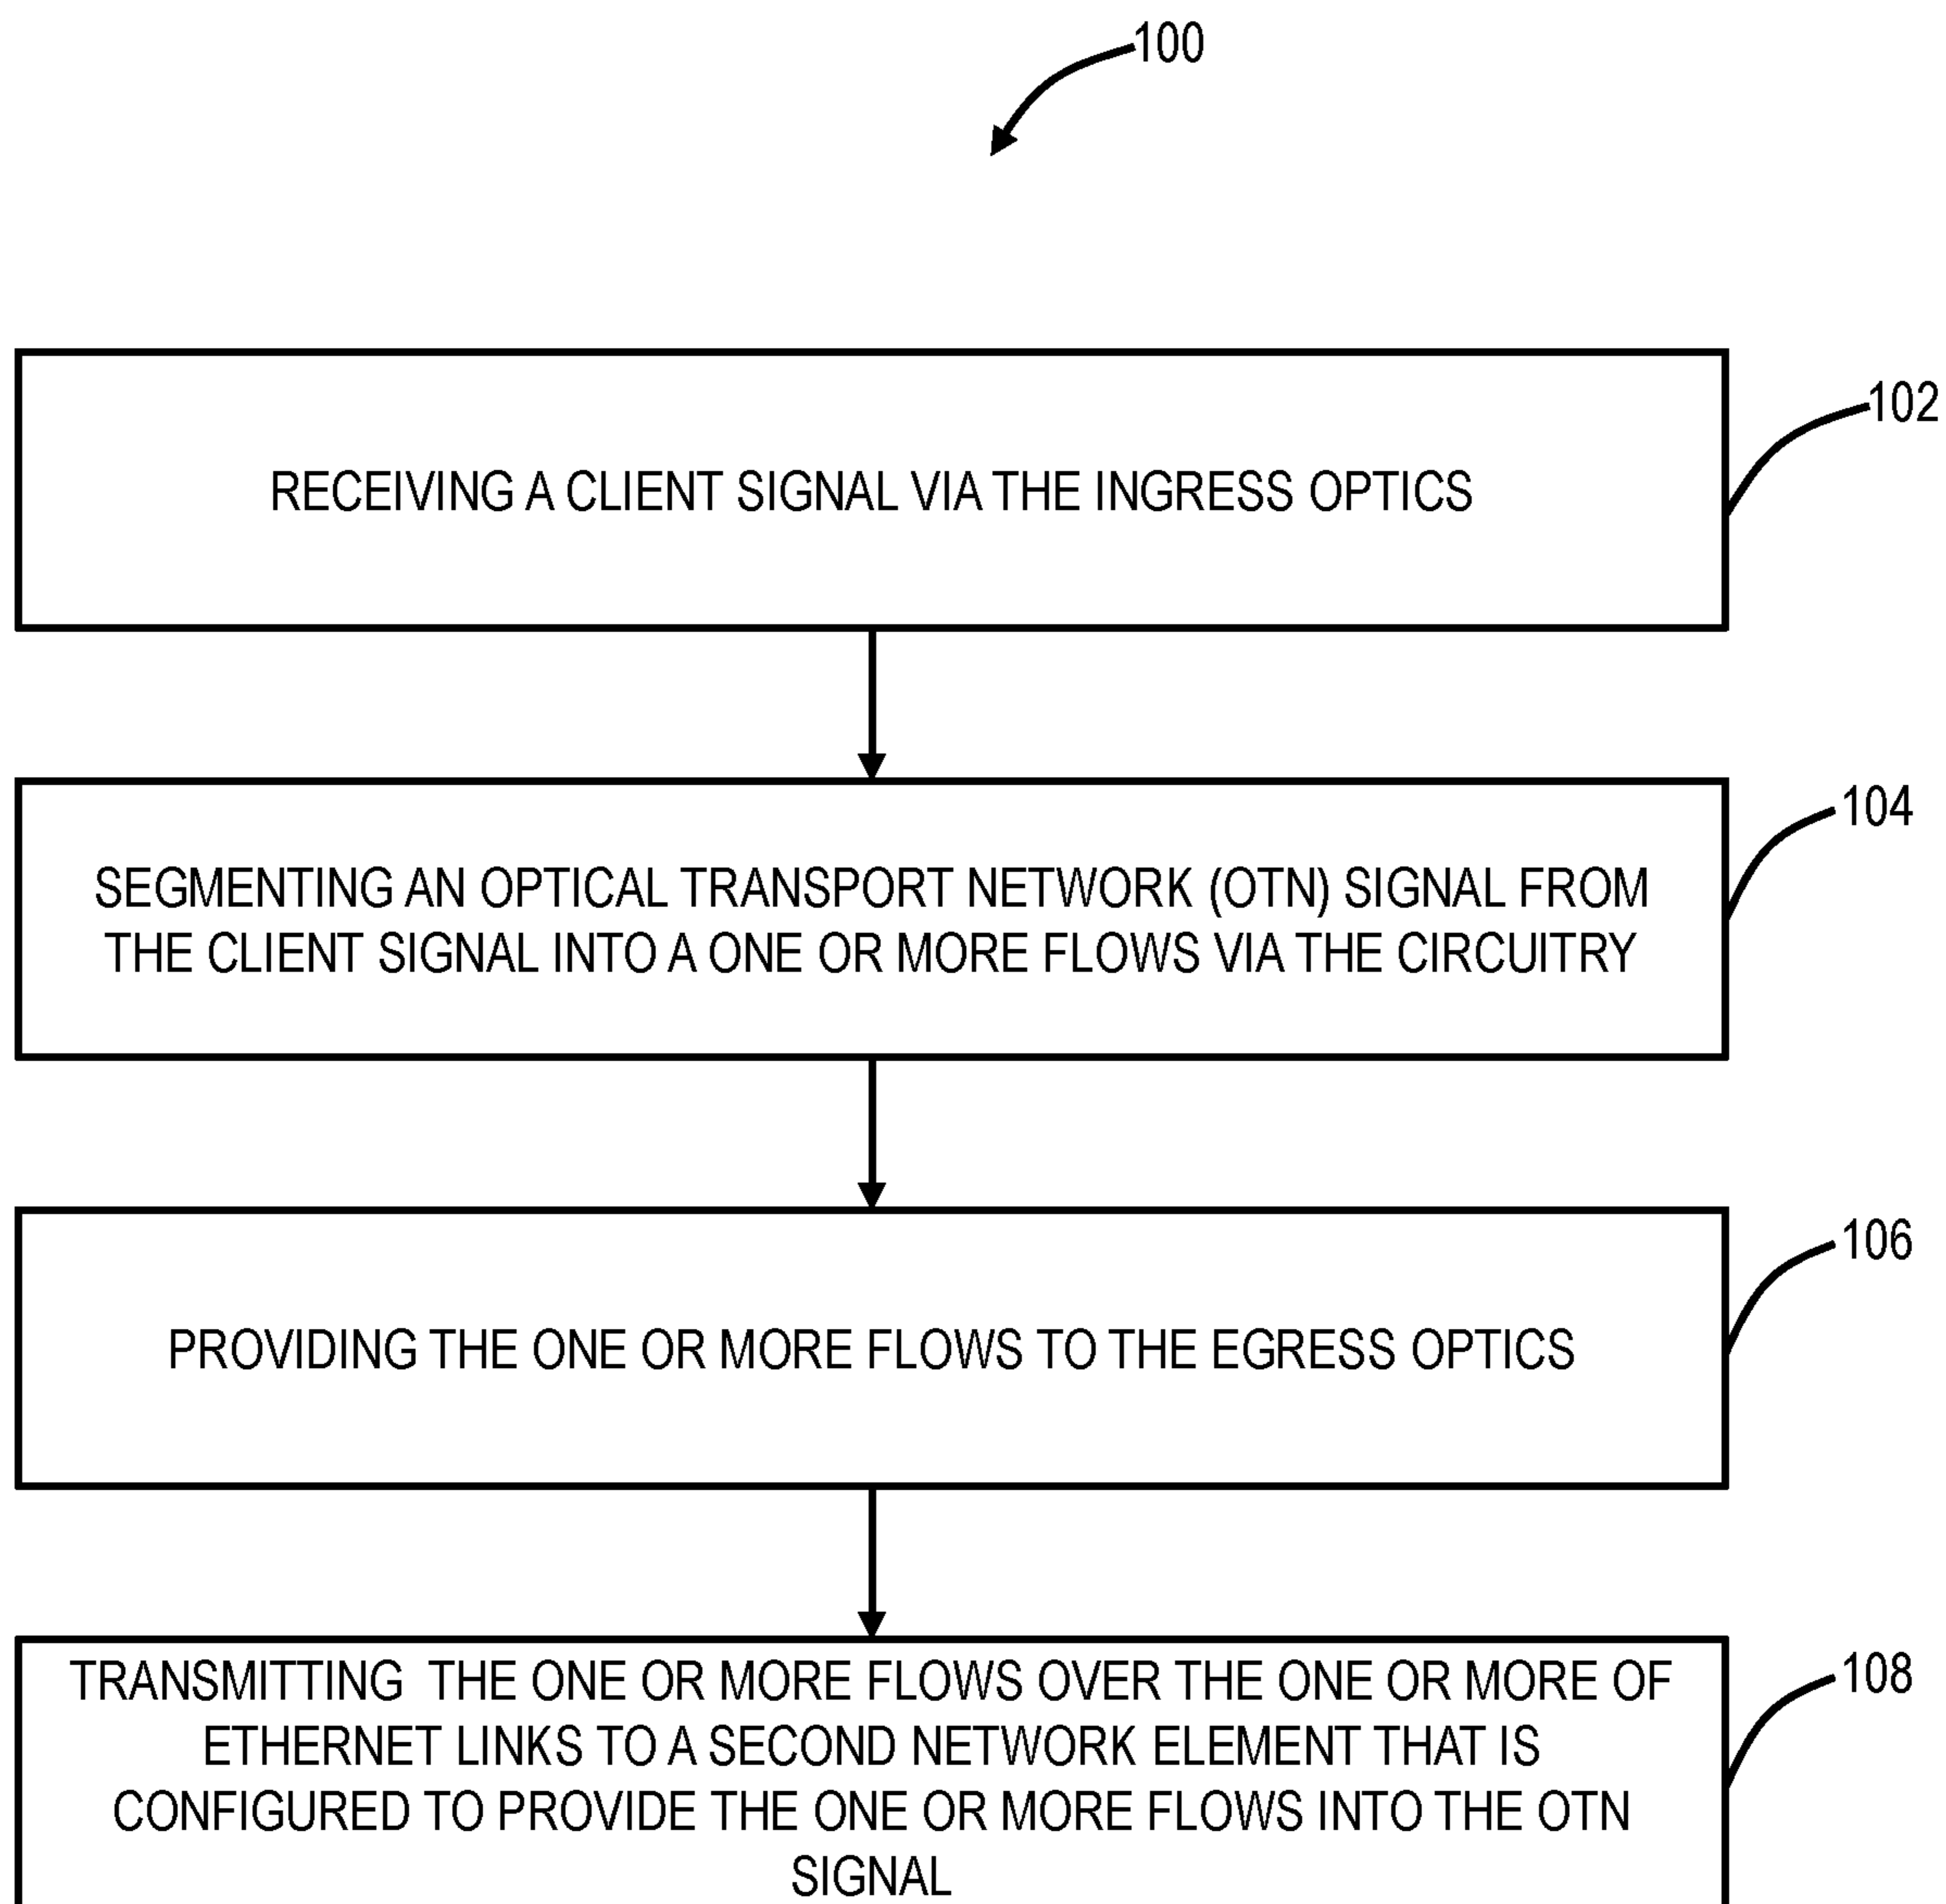 100
RECEIVING A CLIENT SIGNAL VIA THE INGRESS OPTICS
102
SEGMENTING AN OPTICAL TRANSPORT NETWORK (OTN) SIGNAL FROM
THE CLIENT SIGNAL INTO A ONE OR MORE FLOWS VIA THE CIRCUITRY
104
PROVIDING THE ONE OR MORE FLOWS TO THE EGRESS OPTICS
106
TRANSMITTING THE ONE OR MORE FLOWS OVER THE ONE OR MORE OF
ETHERNET LINKS TO A SECOND NETWORK ELEMENT THAT IS
CONFIGURED TO PROVIDE THE ONE OR MORE FLOWS INTO THE OTN
SIGNAL
108